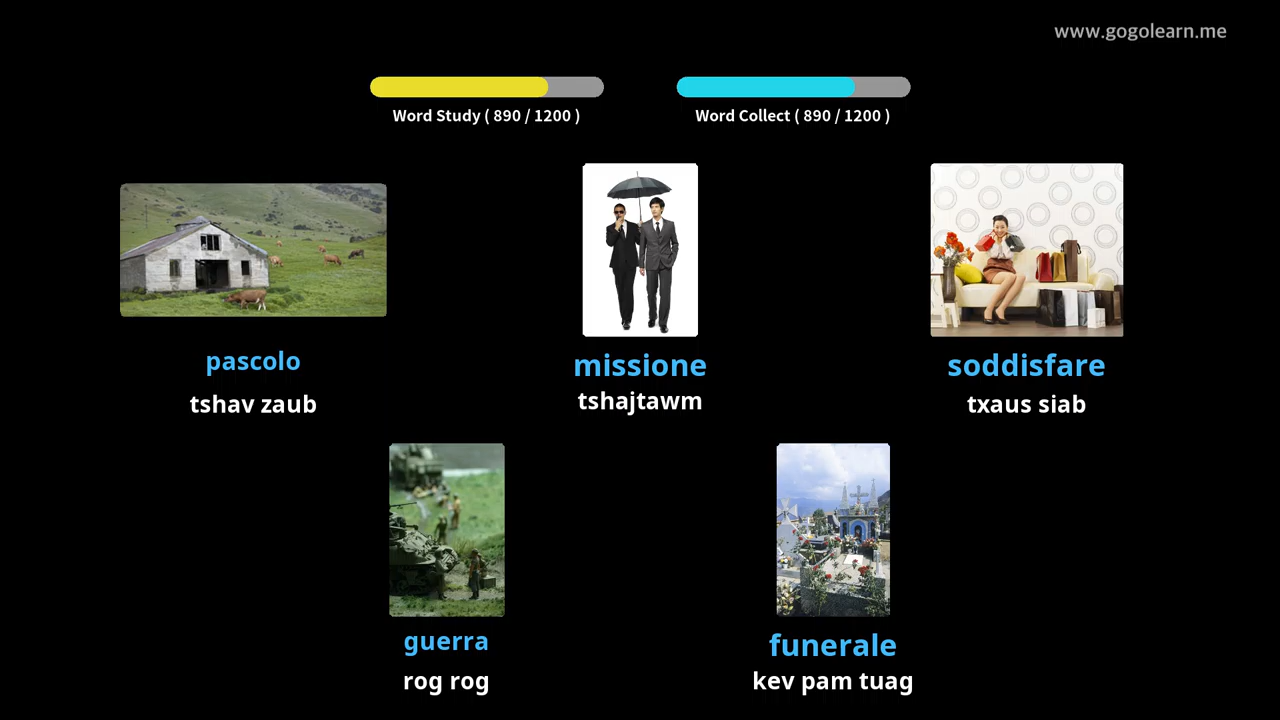 www.gogolearn.me
Word Study ( 890 / 1200 )
Word Collect ( 890 / 1200 )
pascolo
tshav zaub
missione
tshajtawm
soddisfare
txaus siab
guerra
rog rog
funerale
kev pam tuag